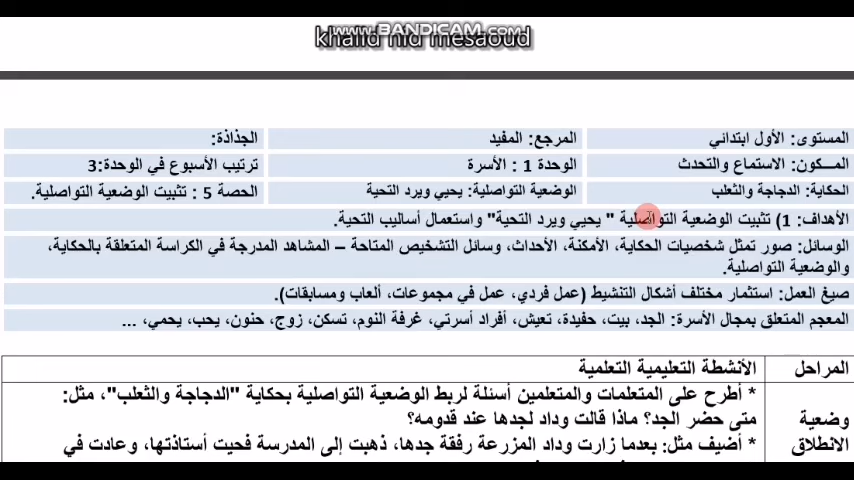 www.BANDICAM.com
khalid nid mesaoud
المستوى: الأول ابتدائي المرجع: المفيد الجذاذة:
المـــكون: الاستماع والتحدث الوحدة 1 : الأسرة ترتيب الأسبوع في الوحدة:3
الحكاية: الدجاجة والثعلب الوضعية التواصلية: يحيي ويرد التحية الحصة 5 : تثبيت الوضعية التواصلية.
الأهداف: 1) تثبيت الوضعية التواصلية " يحيي ويرد التحية" واستعمال أساليب التحية.
الوسائل: صور تمثل شخصيات الحكاية، الأمكنة، الأحداث، وسائل التشخيص المتاحة – المشاهد المدرجة في الكراسة المتعلقة بالحكاية،
والوضعية التواصلية.
صيغ العمل: استثمار مختلف أشكال التنشيط (عمل فردي، عمل في مجموعات، ألعاب ومسابقات).
المعجم المتعلق بمجال الأسرة: الجد، بيت، حفيدة، تعيش، أفراد أسرتي، غرفة النوم، تسكن، زوج، حنون، يحب، يحمي، ...
المراحل الأنشطة التعليمية التعلمية
* أطرح على المتعلمات والمتعلمين أسئلة لربط الوضعية التواصلية بحكاية "الدجاجة والثعلب"، مثل:
وضعية متى حضر الجد؟ ماذا قالت وداد لجدها عند قدومه؟
الانطلاق * أضيف مثل: بعدما زارت وداد المزرعة رفقة جدها، ذهبت إلى المدرسة فحيت أستاذتها، وعادت في